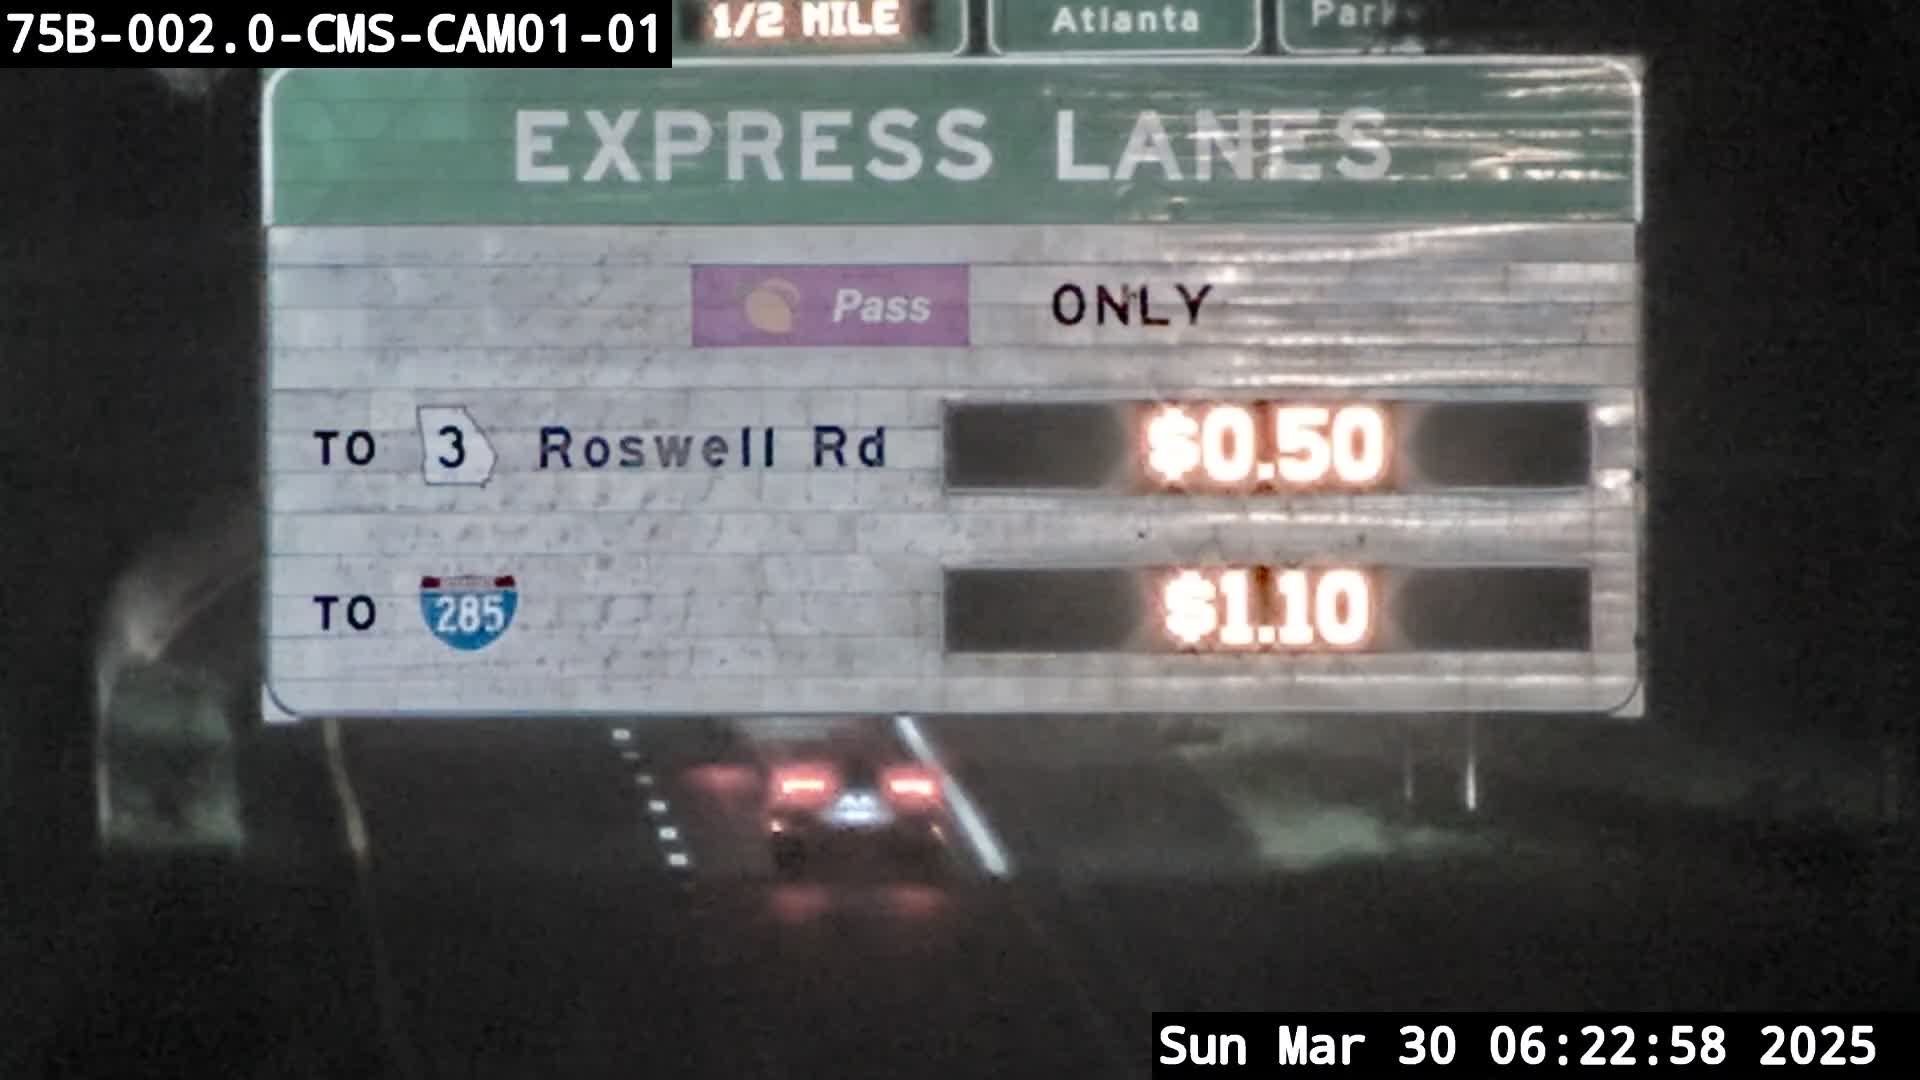 75B-002.0-CMS-CAM01-01
1/2 MILE
Atlanta
EXPRESS LANES
Pass ONLY
TO 3 Roswell Rd $0.50
TO 285 $1.10
Sun Mar 30 06:22:58 2025